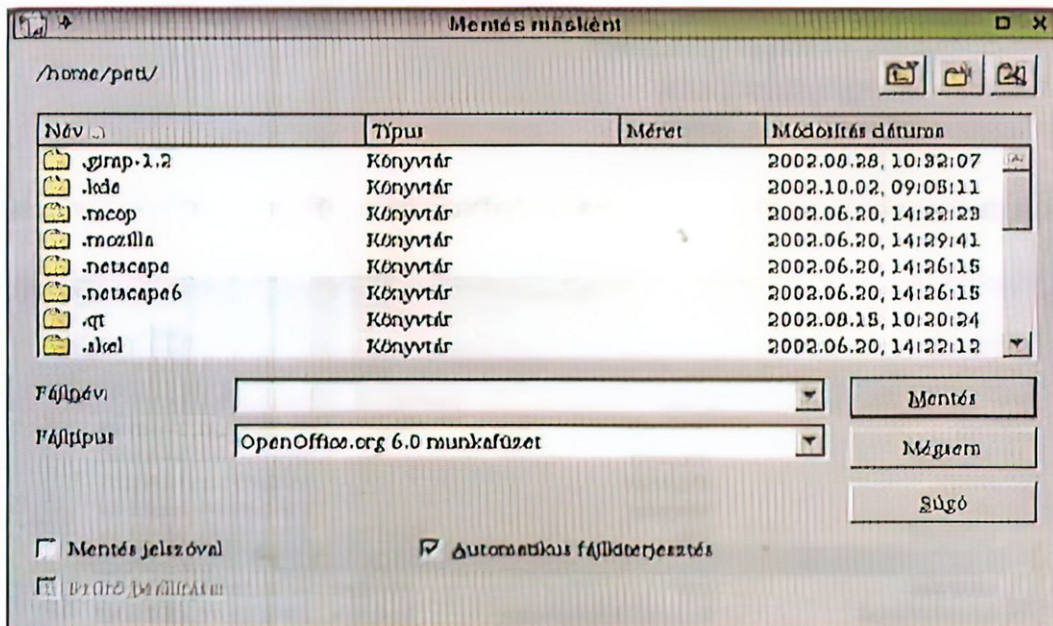 Mentés másként
/home/pati/
Név Típus Méret Módosítás dátuma
.gimp-1.2 Könyvtár 2002.08.28, 10:32:07
.kde Könyvtár 2002.10.02, 09:05:11
.mcop Könyvtár 2002.06.20, 14:22:23
.mozilla Könyvtár 2002.06.20, 14:29:41
.netscape Könyvtár 2002.06.20, 14:26:15
.netscape6 Könyvtár 2002.06.20, 14:26:15
.qt Könyvtár 2002.08.15, 10:20:24
.skel Könyvtár 2002.06.20, 14:22:12
Fájlnév: Mentés
Fájltípus OpenOffice.org 6.0 munkafüzet Mégsem
Súgó
Mentés jelszóval Automatikus fájlkiterjesztés